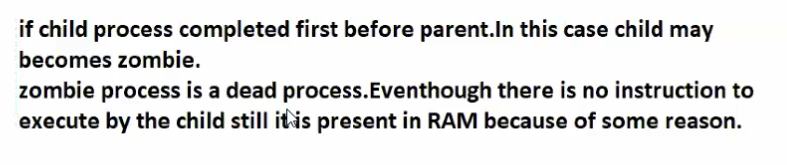 if child process completed first before parent.In this case child may
becomes zombie.
zombie process is a dead process.Eventhough there is no instruction to
execute by the child still it is present in RAM because of some reason.